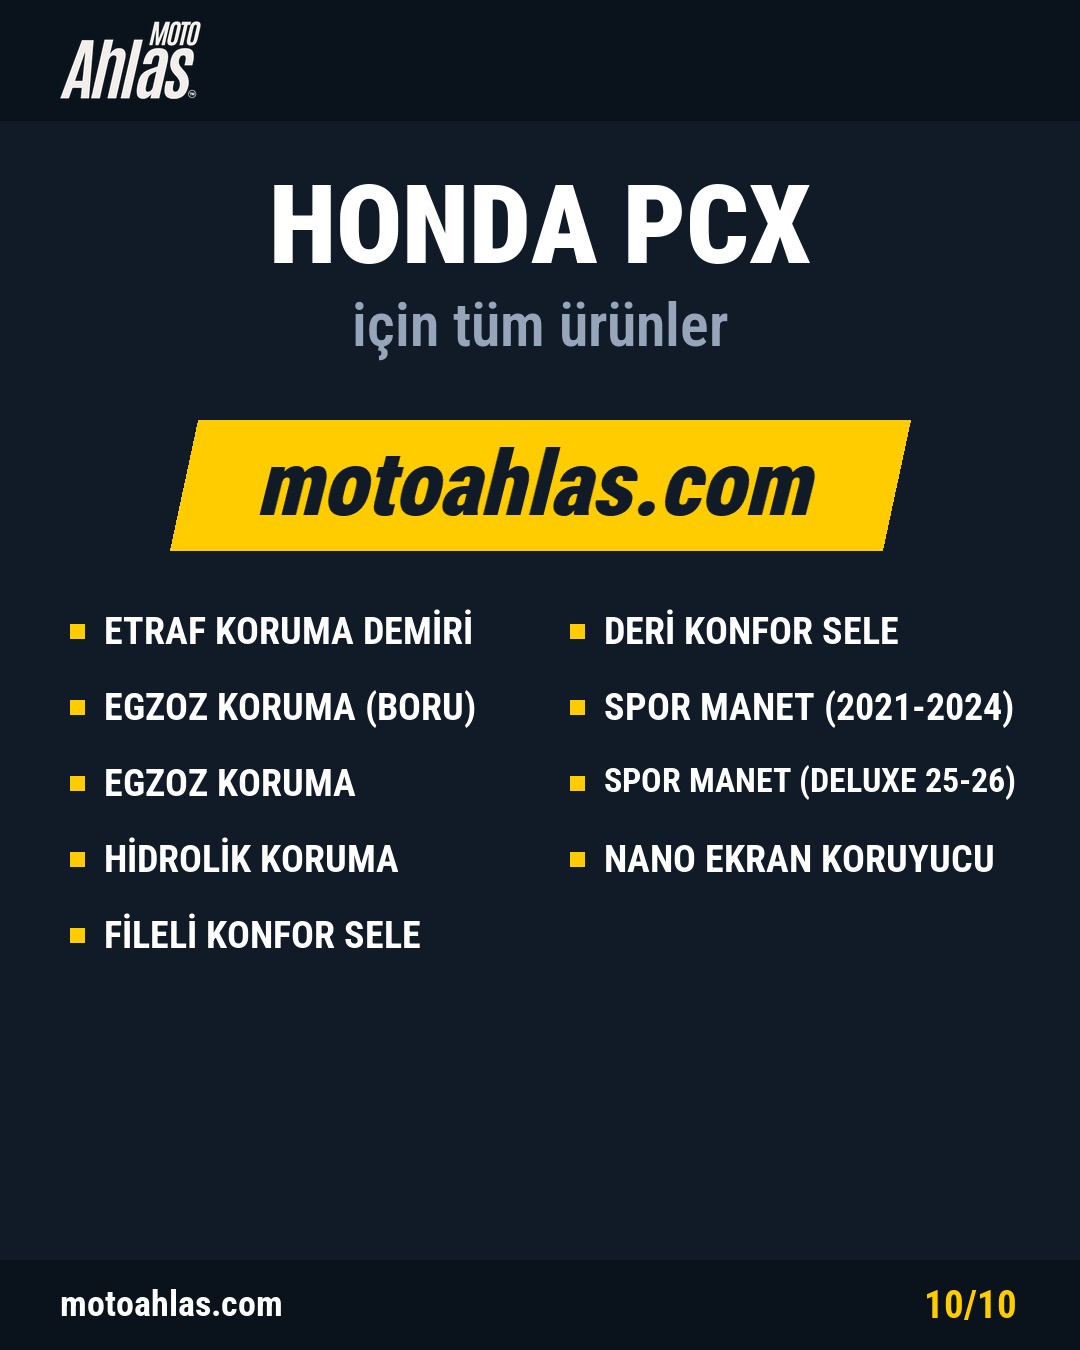 MOTO
Ahlas
TM
HONDA PCX
için tüm ürünler
motoahlas.com
ETRAF KORUMA DEMİRİ
EGZOZ KORUMA (BORU)
EGZOZ KORUMA
HİDROLİK KORUMA
FİLELİ KONFOR SELE
DERİ KONFOR SELE
SPOR MANET (2021-2024)
SPOR MANET (DELUXE 25-26)
NANO EKRAN KORUYUCU
motoahlas.com
10/10